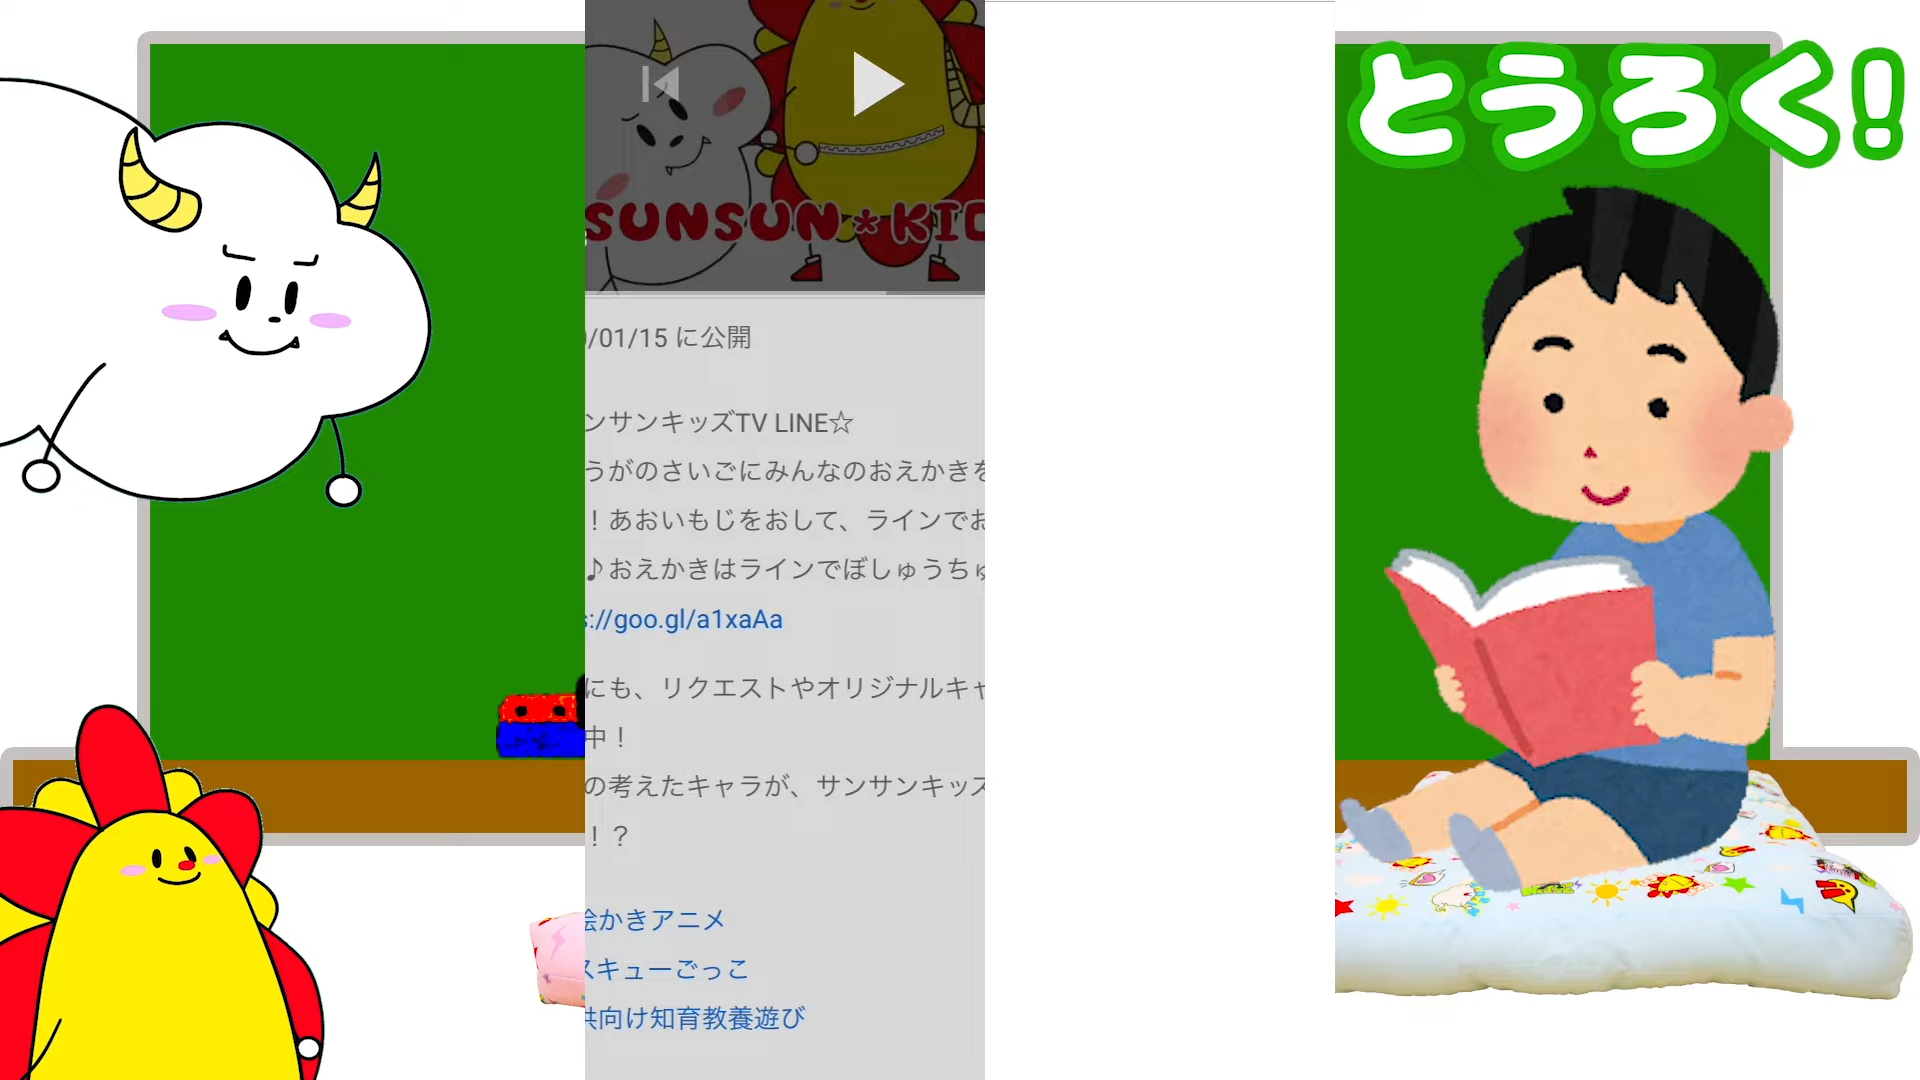 とうろく!
SUNSUN*KI
/01/15 に公開
ンサンキッズTV LINE☆
うがのさいごにみんなのおえかきを
！あおいもじをおして、ラインでお
♪おえかきはラインでぼしゅうちゅ
://goo.gl/a1xaAa
にも、リクエストやオリジナルキャ
中！
の考えたキャラが、サンサンキッズ
！？
絵かきアニメ
スキューごっこ
共向け知育教養遊び